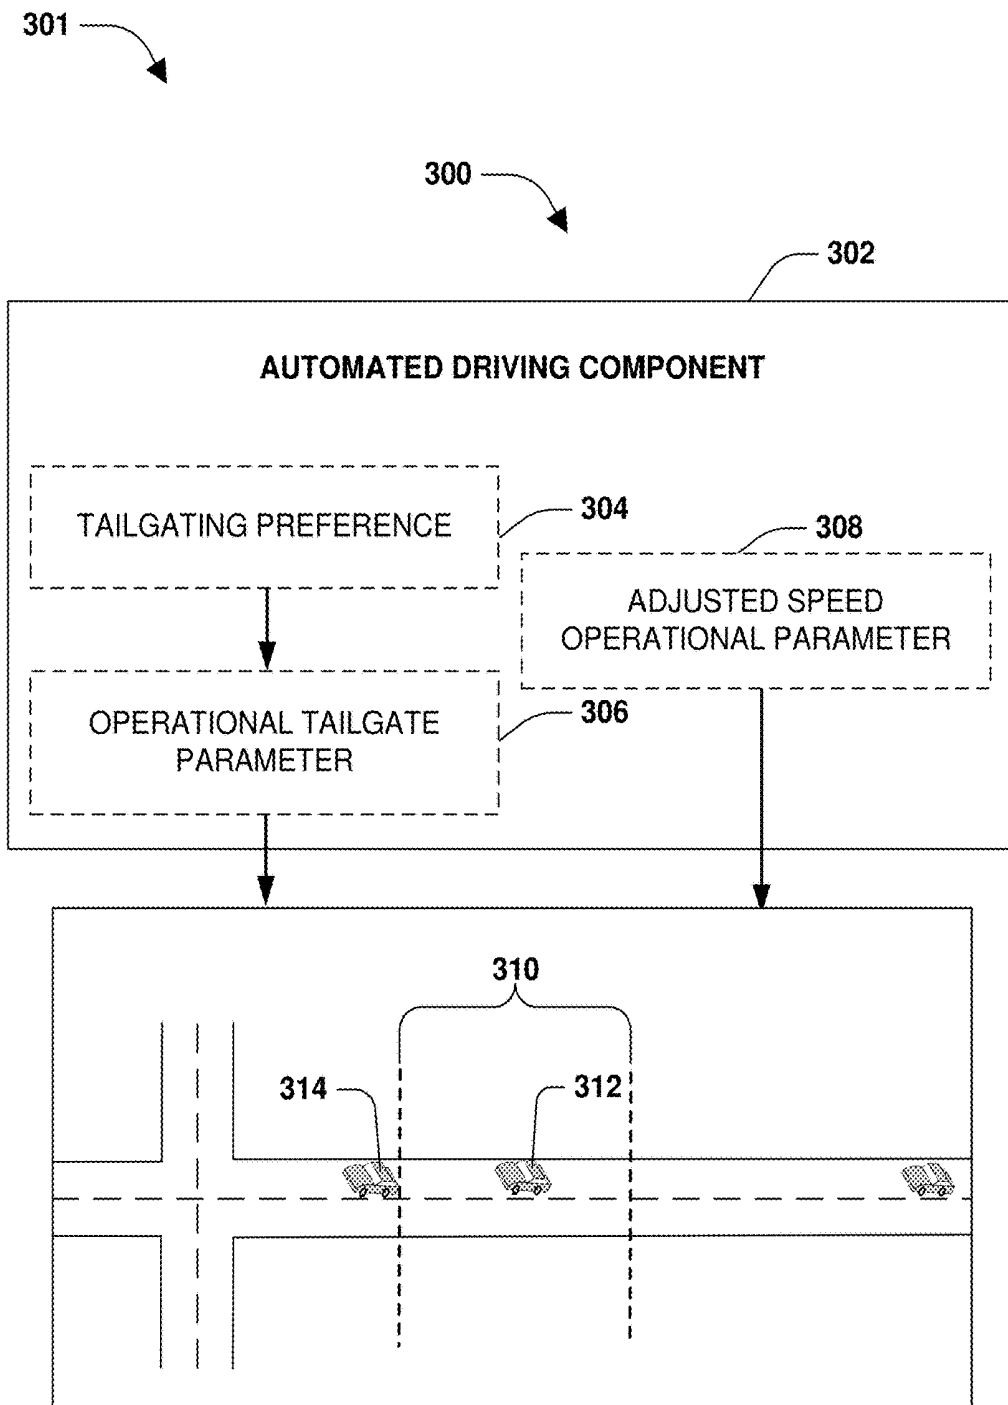 301
300
302
AUTOMATED DRIVING COMPONENT
TAILGATING PREFERENCE
304
308
ADJUSTED SPEED
OPERATIONAL PARAMETER
OPERATIONAL TAILGATE
PARAMETER
306
310
314
312